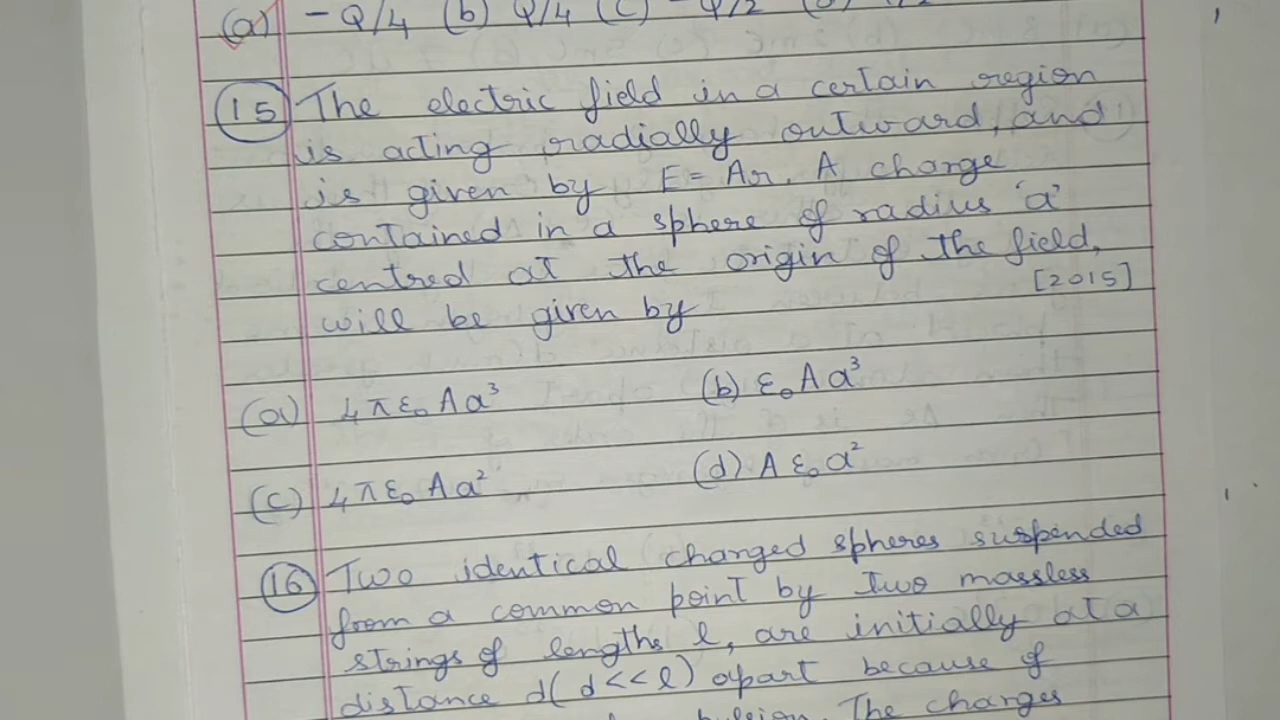 (a) - Q/4 (b) Q/4 (c) - Q/2
(15) The electric field in a certain region
is acting radially outward, and
is given by E = Ar. A charge
contained in a sphere of radius 'a'
centred at the origin of the field,
will be given by [2015]
(a) 4πε₀Aa³ (b) ε₀Aa³
(c) 4πε₀Aa² (d) Aε₀a²
(16) Two identical changed spheres suspended
from a common point by two massless
strings of lengths l, are initially at a
distance d(d<<l) apart because of
The charges